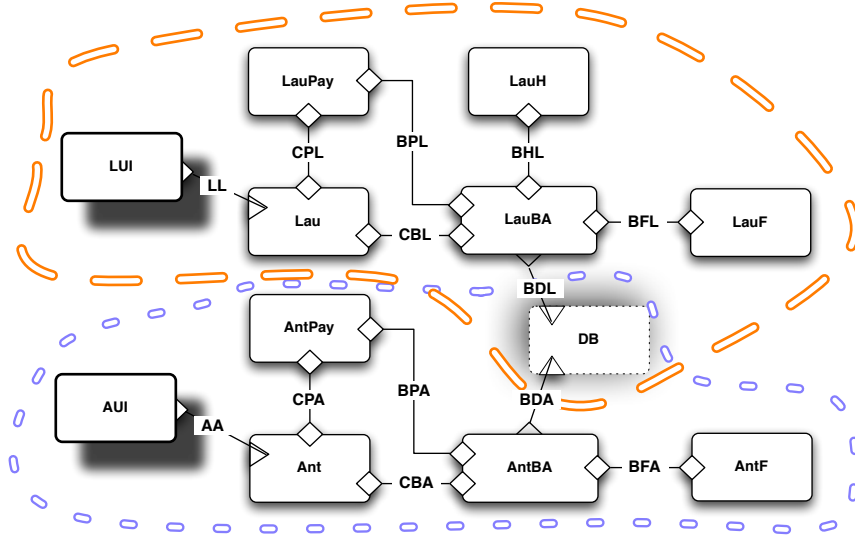 LauPay
LauH
CPL
BPL
BHL
LUI
LL
Lau
CBL
LauBA
BFL
LauF
BDL
AntPay
DB
CPA
BPA
BDA
AUI
AA
Ant
CBA
AntBA
BFA
AntF